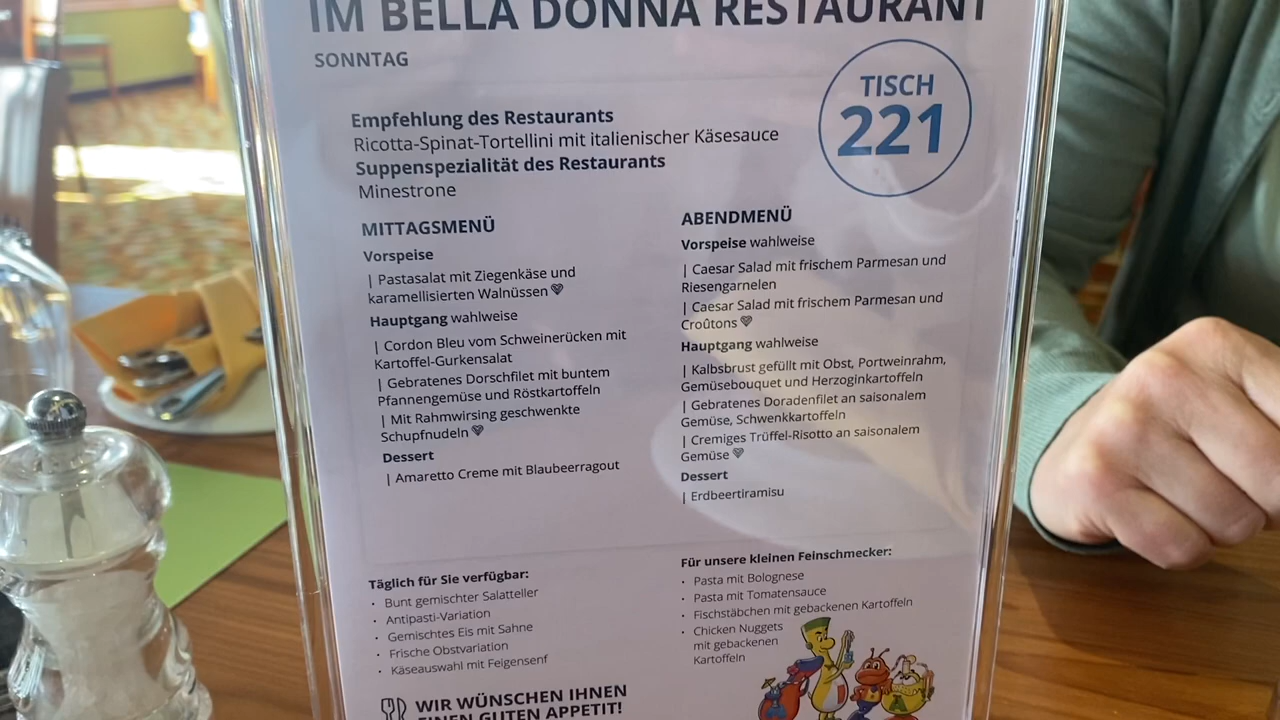 IM BELLA DONNA RESTAURANT
SONNTAG
TISCH
221
Empfehlung des Restaurants
Ricotta-Spinat-Tortellini mit italienischer Käsesauce
Suppenspezialität des Restaurants
Minestrone
MITTAGSMENÜ
Vorspeise
| Pastasalat mit Ziegenkäse und
karamellisierten Walnüssen
Hauptgang wahlweise
| Cordon Bleu vom Schweinerücken mit
Kartoffel-Gurkensalat
| Gebratenes Dorschfilet mit buntem
Pfannengemüse und Röstkartoffeln
| Mit Rahmwirsing geschwenkte
Schupfnudeln
Dessert
| Amaretto Creme mit Blaubeerragout
ABENDMENÜ
Vorspeise wahlweise
| Caesar Salad mit frischem Parmesan und
Riesengarnelen
| Caesar Salad mit frischem Parmesan und
Croûtons
Hauptgang wahlweise
| Kalbsbrust gefüllt mit Obst, Portweinrahm,
Gemüsebouquet und Herzoginkartoffeln
| Gebratenes Doradenfilet an saisonalem
Gemüse, Schwenkkartoffeln
| Cremiges Trüffel-Risotto an saisonalem
Gemüse
Dessert
| Erdbeertiramisu
Täglich für Sie verfügbar:
• Bunt gemischter Salatteller
• Antipasti-Variation
• Gemischtes Eis mit Sahne
• Frische Obstvariation
• Käseauswahl mit Feigensenf
Für unsere kleinen Feinschmecker:
• Pasta mit Bolognese
• Pasta mit Tomatensauce
• Fischstäbchen mit gebackenen Kartoffeln
• Chicken Nuggets
mit gebackenen
Kartoffeln
WIR WÜNSCHEN IHNEN
EINEN GUTEN APPETIT!